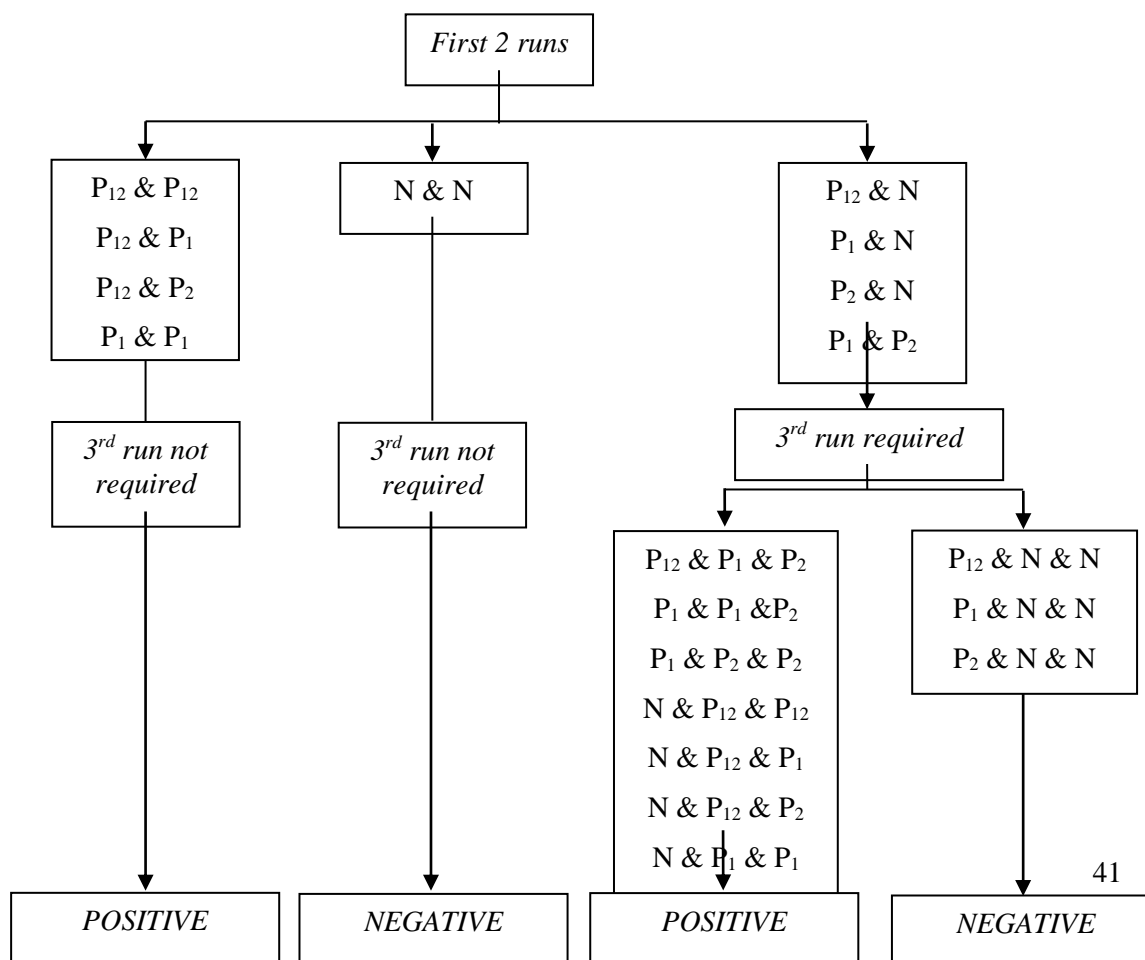 First 2 runs
P₁₂ & P₁₂
P₁₂ & P₁
P₁₂ & P₂
P₁ & P₁
N & N
P₁₂ & N
P₁ & N
P₂ & N
P₁ & P₂
3ʳᵈ run not
required
3ʳᵈ run not
required
3ʳᵈ run required
P₁₂ & P₁ & P₂
P₁ & P₁ &P₂
P₁ & P₂ & P₂
N & P₁₂ & P₁₂
N & P₁₂ & P₁
N & P₁₂ & P₂
N & P₁ & P₁
P₁₂ & N & N
P₁ & N & N
P₂ & N & N
41
POSITIVE
NEGATIVE
POSITIVE
NEGATIVE